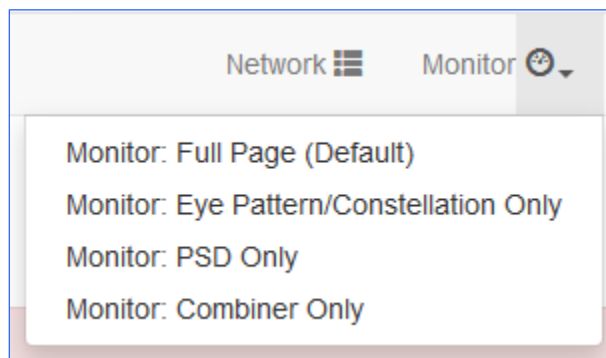 Network Monitor
Monitor: Full Page (Default)
Monitor: Eye Pattern/Constellation Only
Monitor: PSD Only
Monitor: Combiner Only